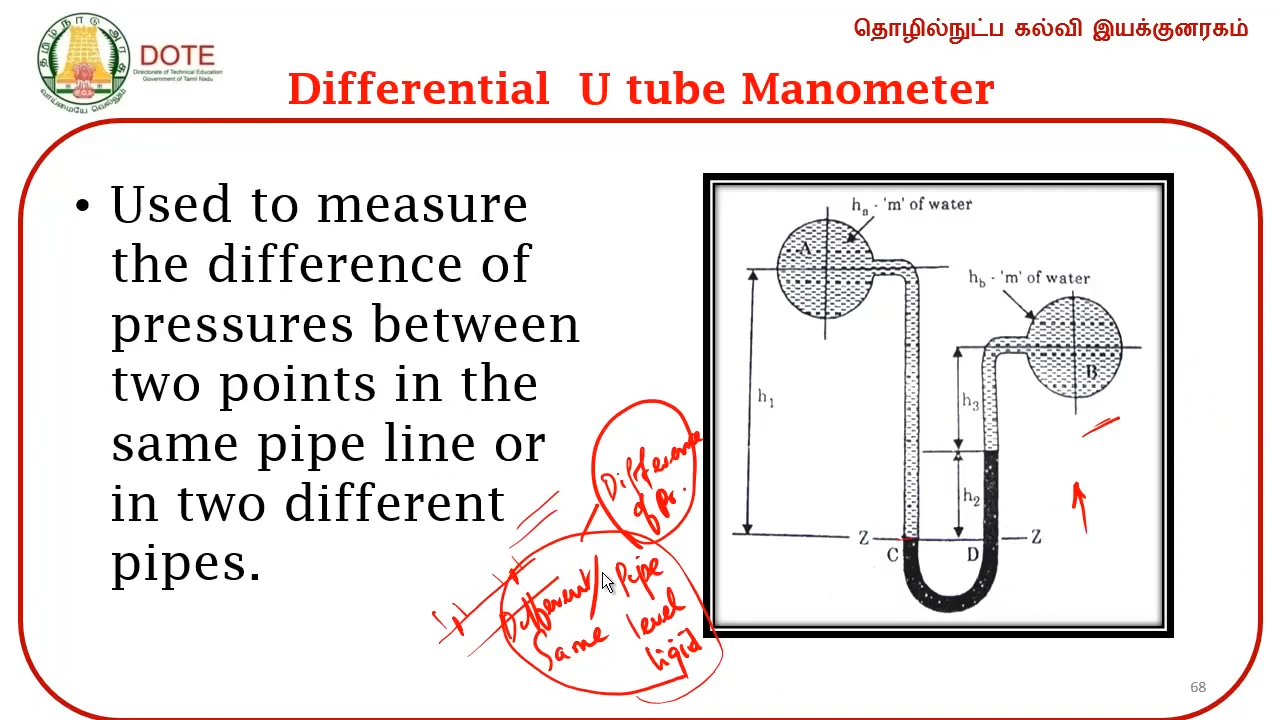 தொழில்நுட்ப கல்வி இயக்குனரகம்
DOTE
Directorate of Technical Education
Government of Tamil Nadu
Differential U tube Manometer
• Used to measure
the difference of
pressures between
two points in the
same pipe line or
in two different
pipes.
hₐ - 'm' of water
A
h_b - 'm' of water
B
h₁
h₃
h₂
Z
Z
C
D
Difference
of Pr.
Different / Pipe
Same level
liqid
68